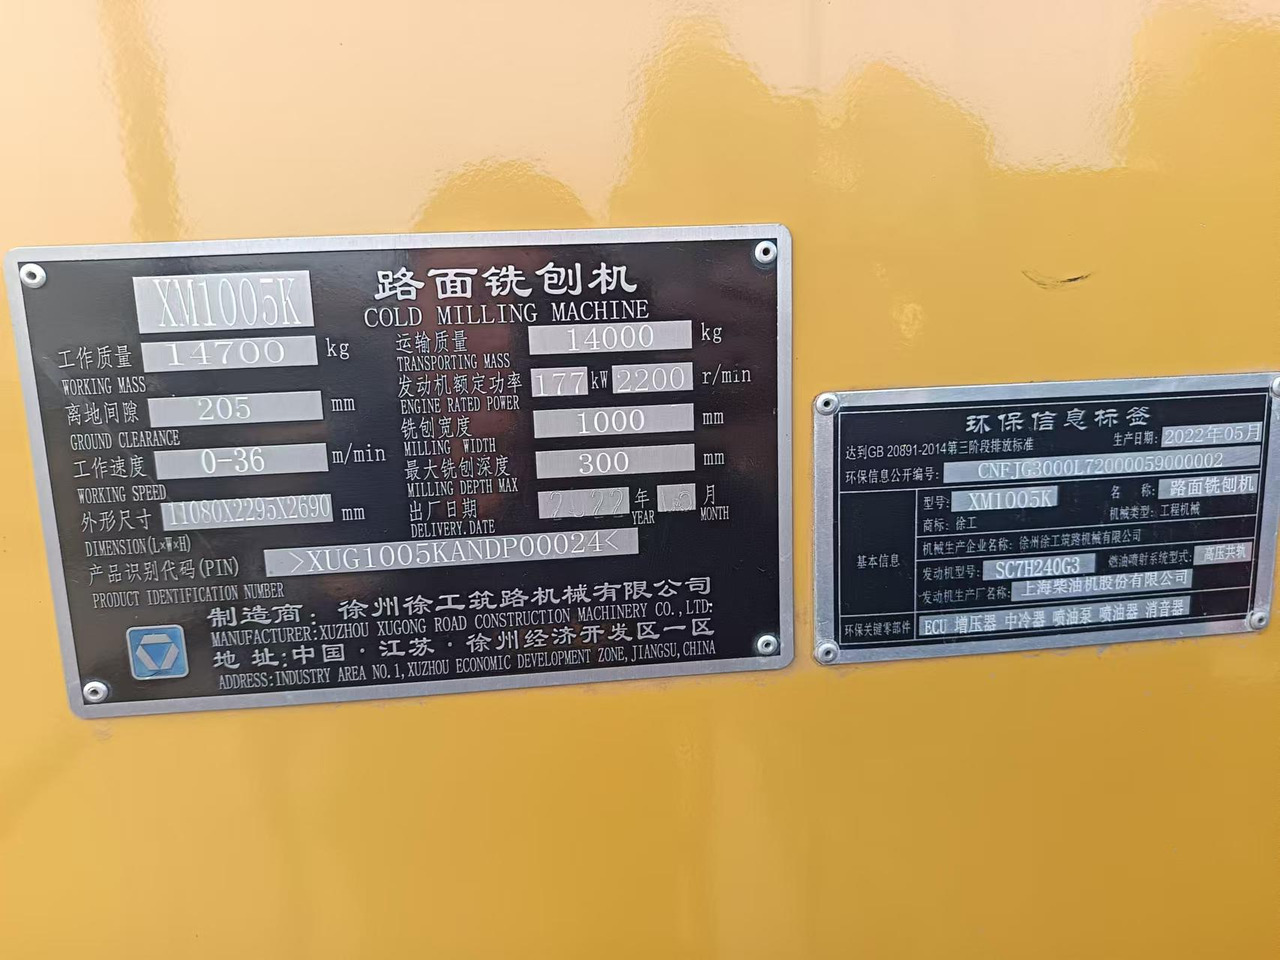 XM1005K
路面铣刨机
COLD MILLING MACHINE
工作质量 14700 kg
WORKING MASS
运输质量 14000 kg
TRANSPORTING MASS
离地间隙 205 mm
GROUND CLEARANCE
发动机额定功率 177 kW 2200 r/min
ENGINE RATED POWER
工作速度 0-36 m/min
WORKING SPEED
铣刨宽度 1000 mm
MILLING WIDTH
外形尺寸 11080X2295X2690 mm
DIMENSION(L×W×H)
最大铣刨深度 300 mm
MILLING DEPTH MAX
出厂日期 2022 年 月
DELIVERY.DATE YEAR MONTH
产品识别代码(PIN) >XUG1005KANDP00024<
PRODUCT IDENTIFICATION NUMBER
制造商：徐州徐工筑路机械有限公司
MANUFACTURER:XUZHOU XUGONG ROAD CONSTRUCTION MACHINERY CO.,LTD.
地址:中国·江苏·徐州经济开发区一区
ADDRESS:INDUSTRY AREA NO.1,XUZHOU ECONOMIC DEVELOPMENT ZONE,JIANGSU,CHINA
环保信息标签
达到GB 20891-2014第三阶段排放标准 生产日期: 2022年05月
环保信息公开编号: CNFJG3000L72000059000002
基本信息
型号: XM1005K 名 称: 路面铣刨机
商标: 徐工 机械类型: 工程机械
机械生产企业名称: 徐州徐工筑路机械有限公司
发动机型号: SC7H240G3 燃油喷射系统型式: 高压共轨
发动机生产厂名称: 上海柴油机股份有限公司
环保关键零部件 ECU 增压器 中冷器 喷油泵 喷油器 消音器